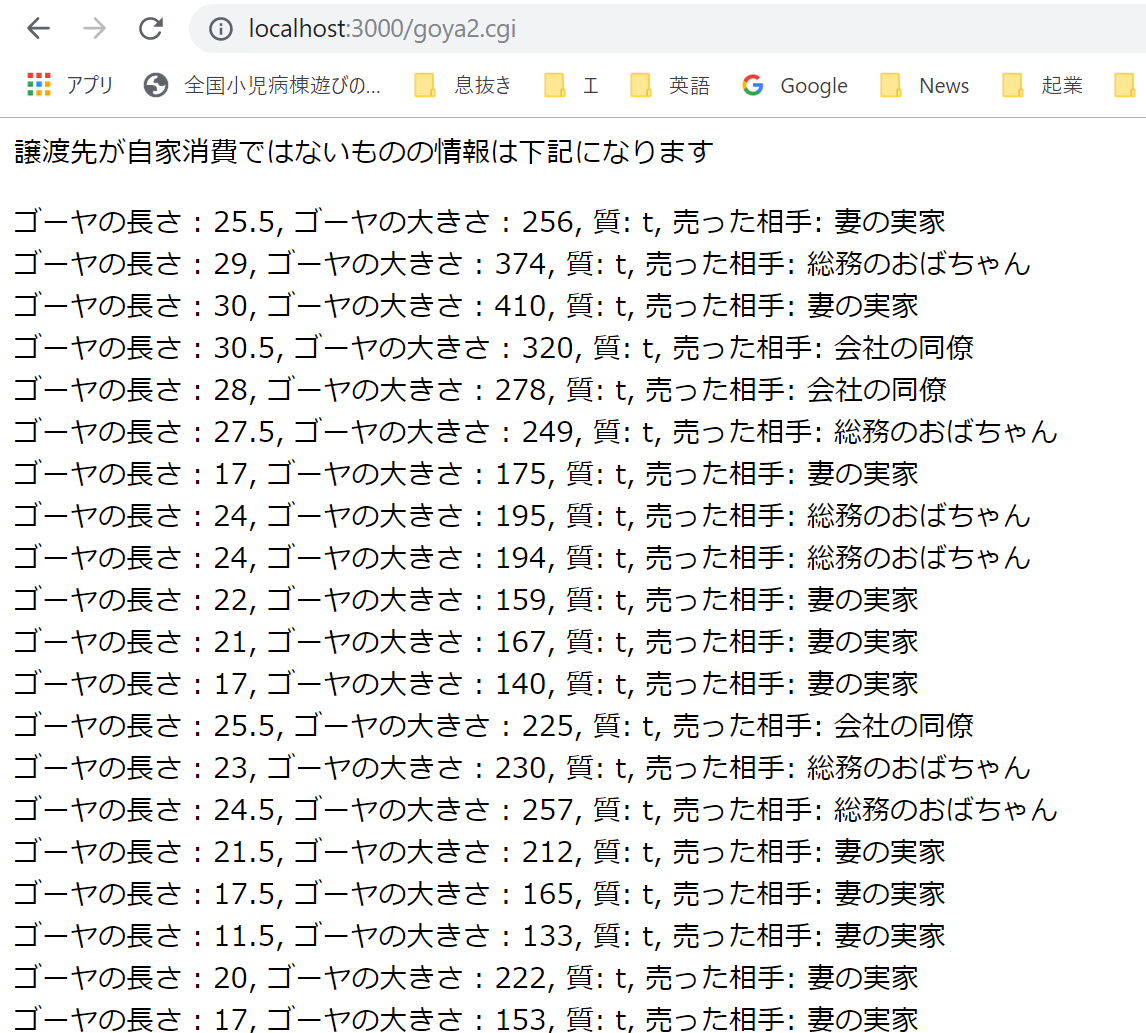 localhost:3000/goya2.cgi
アプリ 全国小児病棟遊びの... 息抜き エ 英語 Google News 起業
譲渡先が自家消費ではないものの情報は下記になります
ゴーヤの長さ : 25.5, ゴーヤの大きさ : 256, 質: t, 売った相手: 妻の実家
ゴーヤの長さ : 29, ゴーヤの大きさ : 374, 質: t, 売った相手: 総務のおばちゃん
ゴーヤの長さ : 30, ゴーヤの大きさ : 410, 質: t, 売った相手: 妻の実家
ゴーヤの長さ : 30.5, ゴーヤの大きさ : 320, 質: t, 売った相手: 会社の同僚
ゴーヤの長さ : 28, ゴーヤの大きさ : 278, 質: t, 売った相手: 会社の同僚
ゴーヤの長さ : 27.5, ゴーヤの大きさ : 249, 質: t, 売った相手: 総務のおばちゃん
ゴーヤの長さ : 17, ゴーヤの大きさ : 175, 質: t, 売った相手: 妻の実家
ゴーヤの長さ : 24, ゴーヤの大きさ : 195, 質: t, 売った相手: 総務のおばちゃん
ゴーヤの長さ : 24, ゴーヤの大きさ : 194, 質: t, 売った相手: 総務のおばちゃん
ゴーヤの長さ : 22, ゴーヤの大きさ : 159, 質: t, 売った相手: 妻の実家
ゴーヤの長さ : 21, ゴーヤの大きさ : 167, 質: t, 売った相手: 妻の実家
ゴーヤの長さ : 17, ゴーヤの大きさ : 140, 質: t, 売った相手: 妻の実家
ゴーヤの長さ : 25.5, ゴーヤの大きさ : 225, 質: t, 売った相手: 会社の同僚
ゴーヤの長さ : 23, ゴーヤの大きさ : 230, 質: t, 売った相手: 総務のおばちゃん
ゴーヤの長さ : 24.5, ゴーヤの大きさ : 257, 質: t, 売った相手: 総務のおばちゃん
ゴーヤの長さ : 21.5, ゴーヤの大きさ : 212, 質: t, 売った相手: 妻の実家
ゴーヤの長さ : 17.5, ゴーヤの大きさ : 165, 質: t, 売った相手: 妻の実家
ゴーヤの長さ : 11.5, ゴーヤの大きさ : 133, 質: t, 売った相手: 妻の実家
ゴーヤの長さ : 20, ゴーヤの大きさ : 222, 質: t, 売った相手: 妻の実家
ゴーヤの長さ : 17, ゴーヤの大きさ : 153, 質: t, 売った相手: 妻の実家